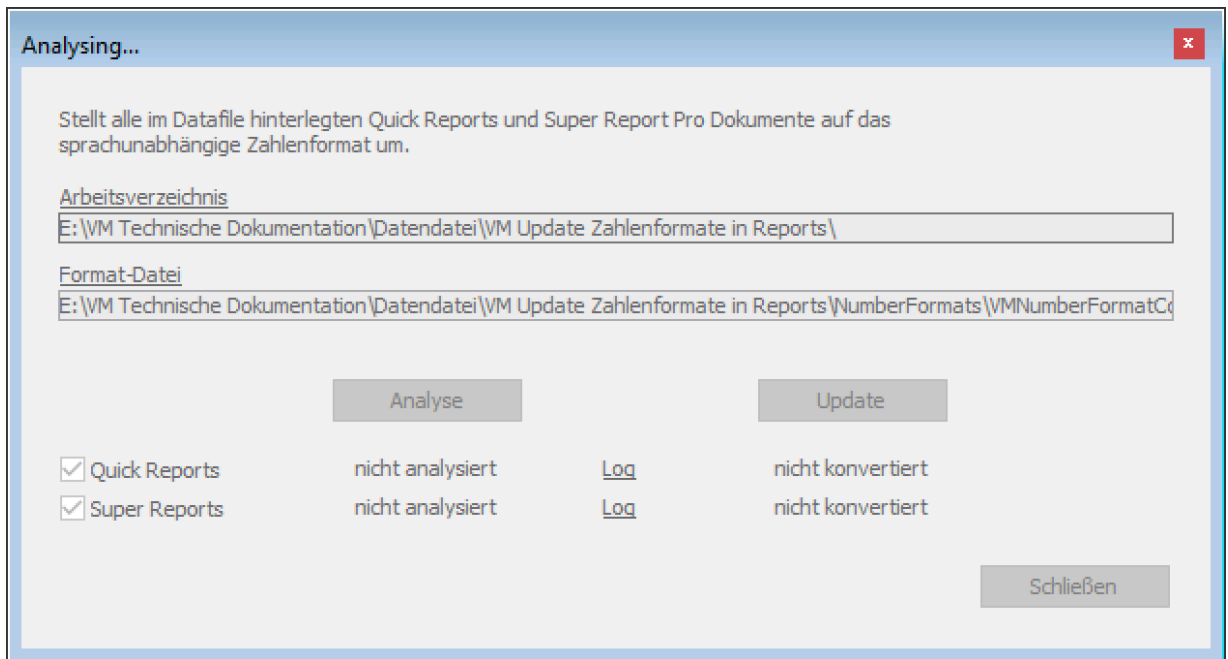 Analysing...
x
Stellt alle im Datafile hinterlegten Quick Reports und Super Report Pro Dokumente auf das
sprachunabhängige Zahlenformat um.
Arbeitsverzeichnis
E:\VM Technische Dokumentation\Datendatei\VM Update Zahlenformate in Reports\
Format-Datei
E:\VM Technische Dokumentation\Datendatei\VM Update Zahlenformate in Reports\NumberFormats\VMNumberFormatCo
Analyse Update
Quick Reports nicht analysiert Log nicht konvertiert
Super Reports nicht analysiert Log nicht konvertiert
Schließen